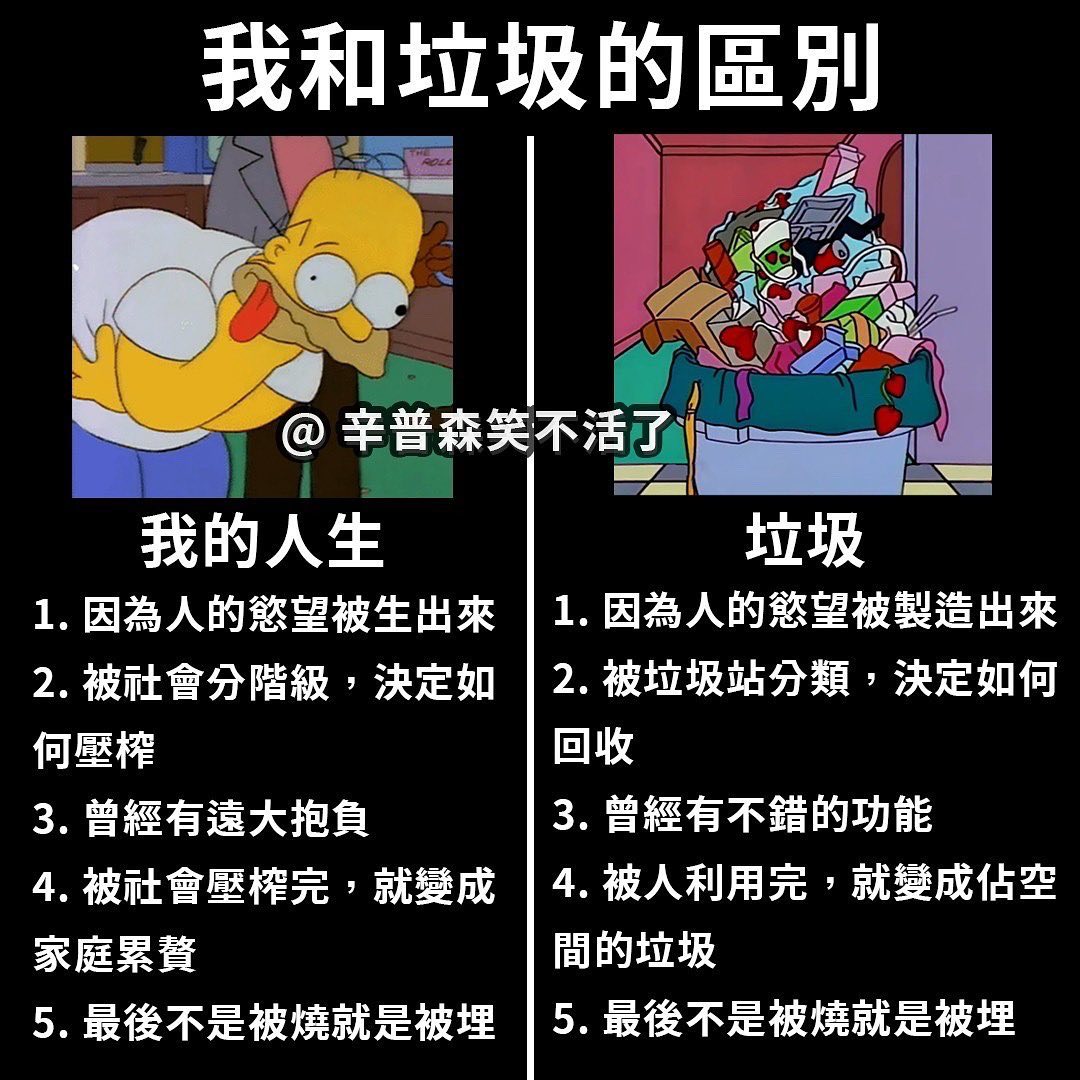 我和垃圾的區別
THE
ROLL
@ 辛普森笑不活了
我的人生
1. 因為人的慾望被生出來
2. 被社會分階級，決定如
何壓榨
3. 曾經有遠大抱負
4. 被社會壓榨完，就變成
家庭累贅
5. 最後不是被燒就是被埋
垃圾
1. 因為人的慾望被製造出來
2. 被垃圾站分類，決定如何
回收
3. 曾經有不錯的功能
4. 被人利用完，就變成佔空
間的垃圾
5. 最後不是被燒就是被埋